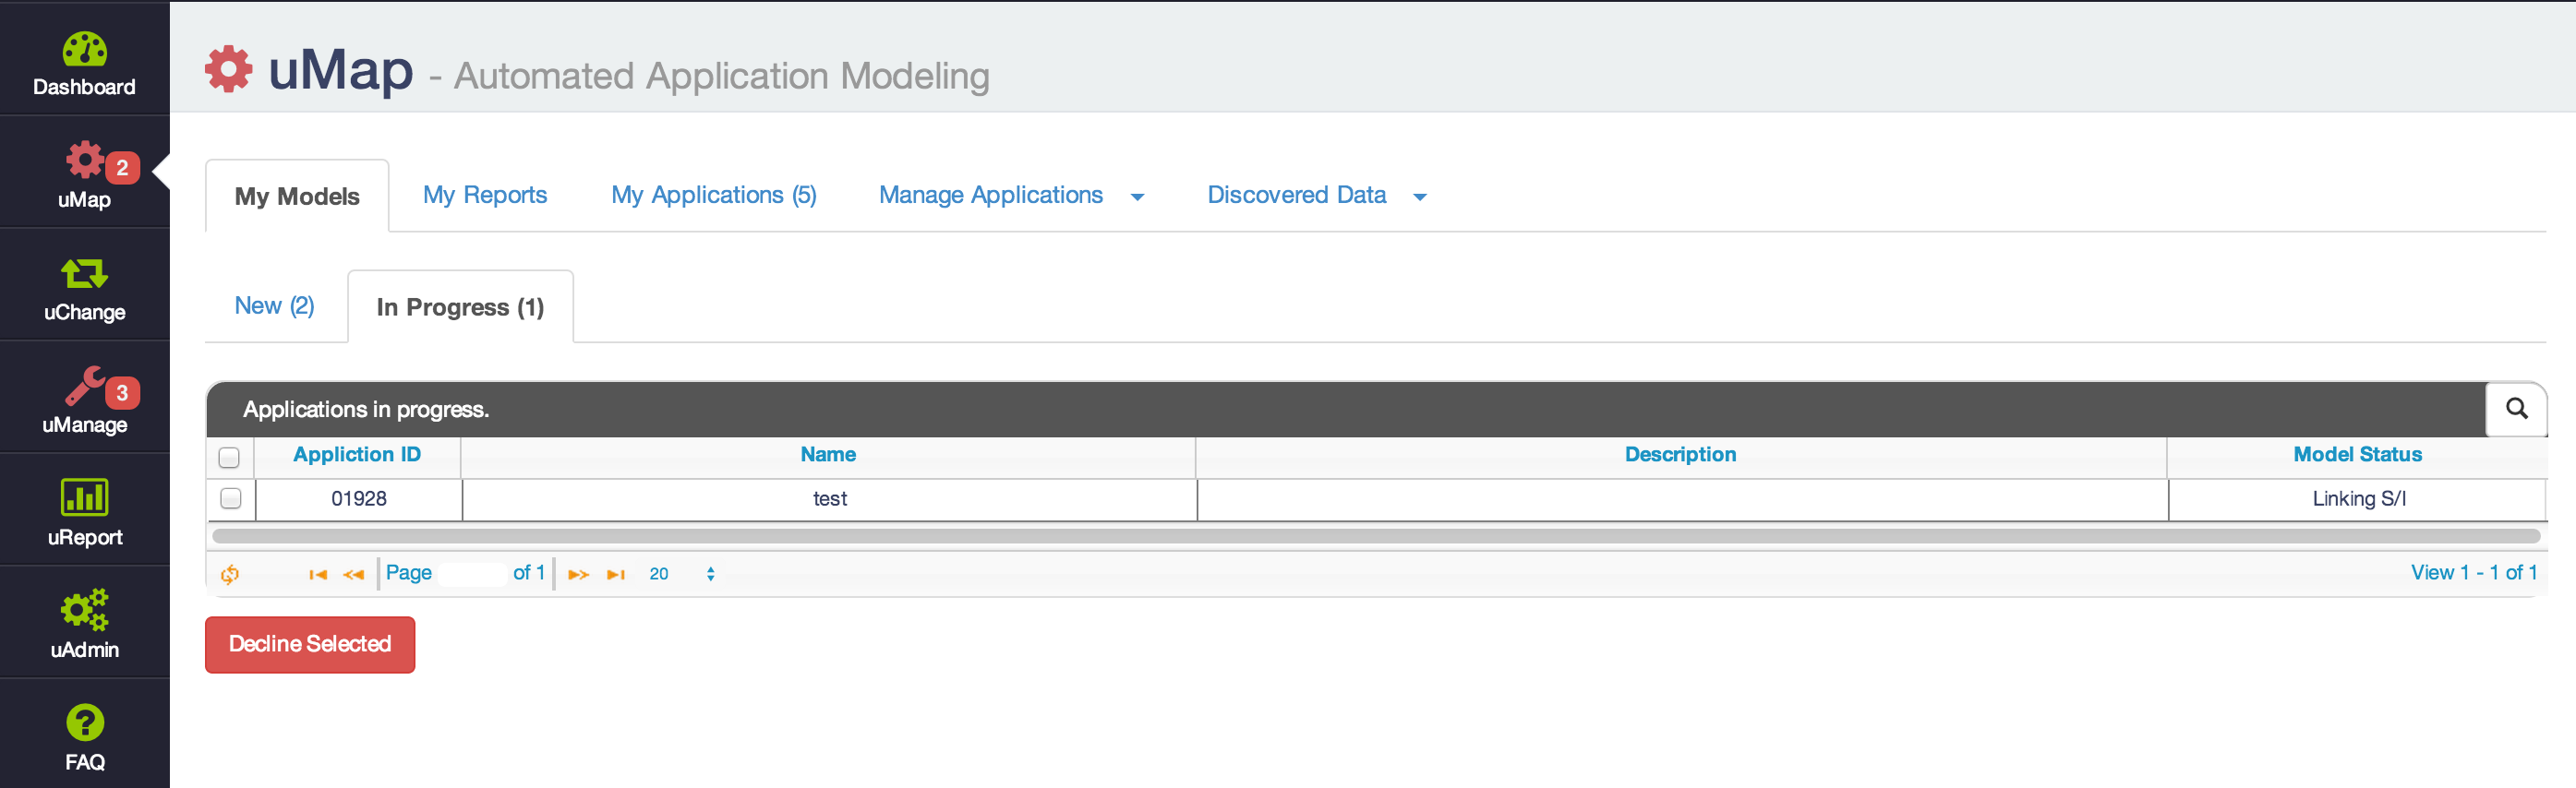 Dashboard
2
uMap
uChange
3
uManage
uReport
uAdmin
FAQ
uMap - Automated Application Modeling
My Models My Reports My Applications (5) Manage Applications Discovered Data
New (2) In Progress (1)
Applications in progress.
Appliction ID Name Description Model Status
01928 test Linking S/I
Page of 1 20 View 1 - 1 of 1
Decline Selected